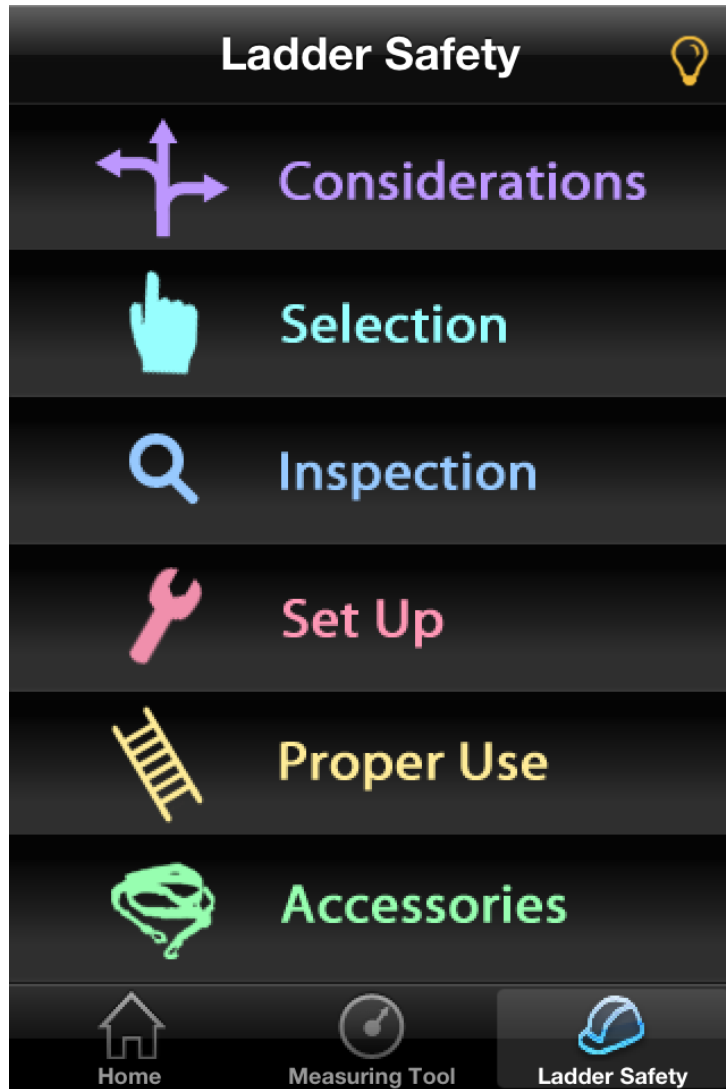 Ladder Safety
Considerations
Selection
Inspection
Set Up
Proper Use
Accessories
Home
Measuring Tool
Ladder Safety